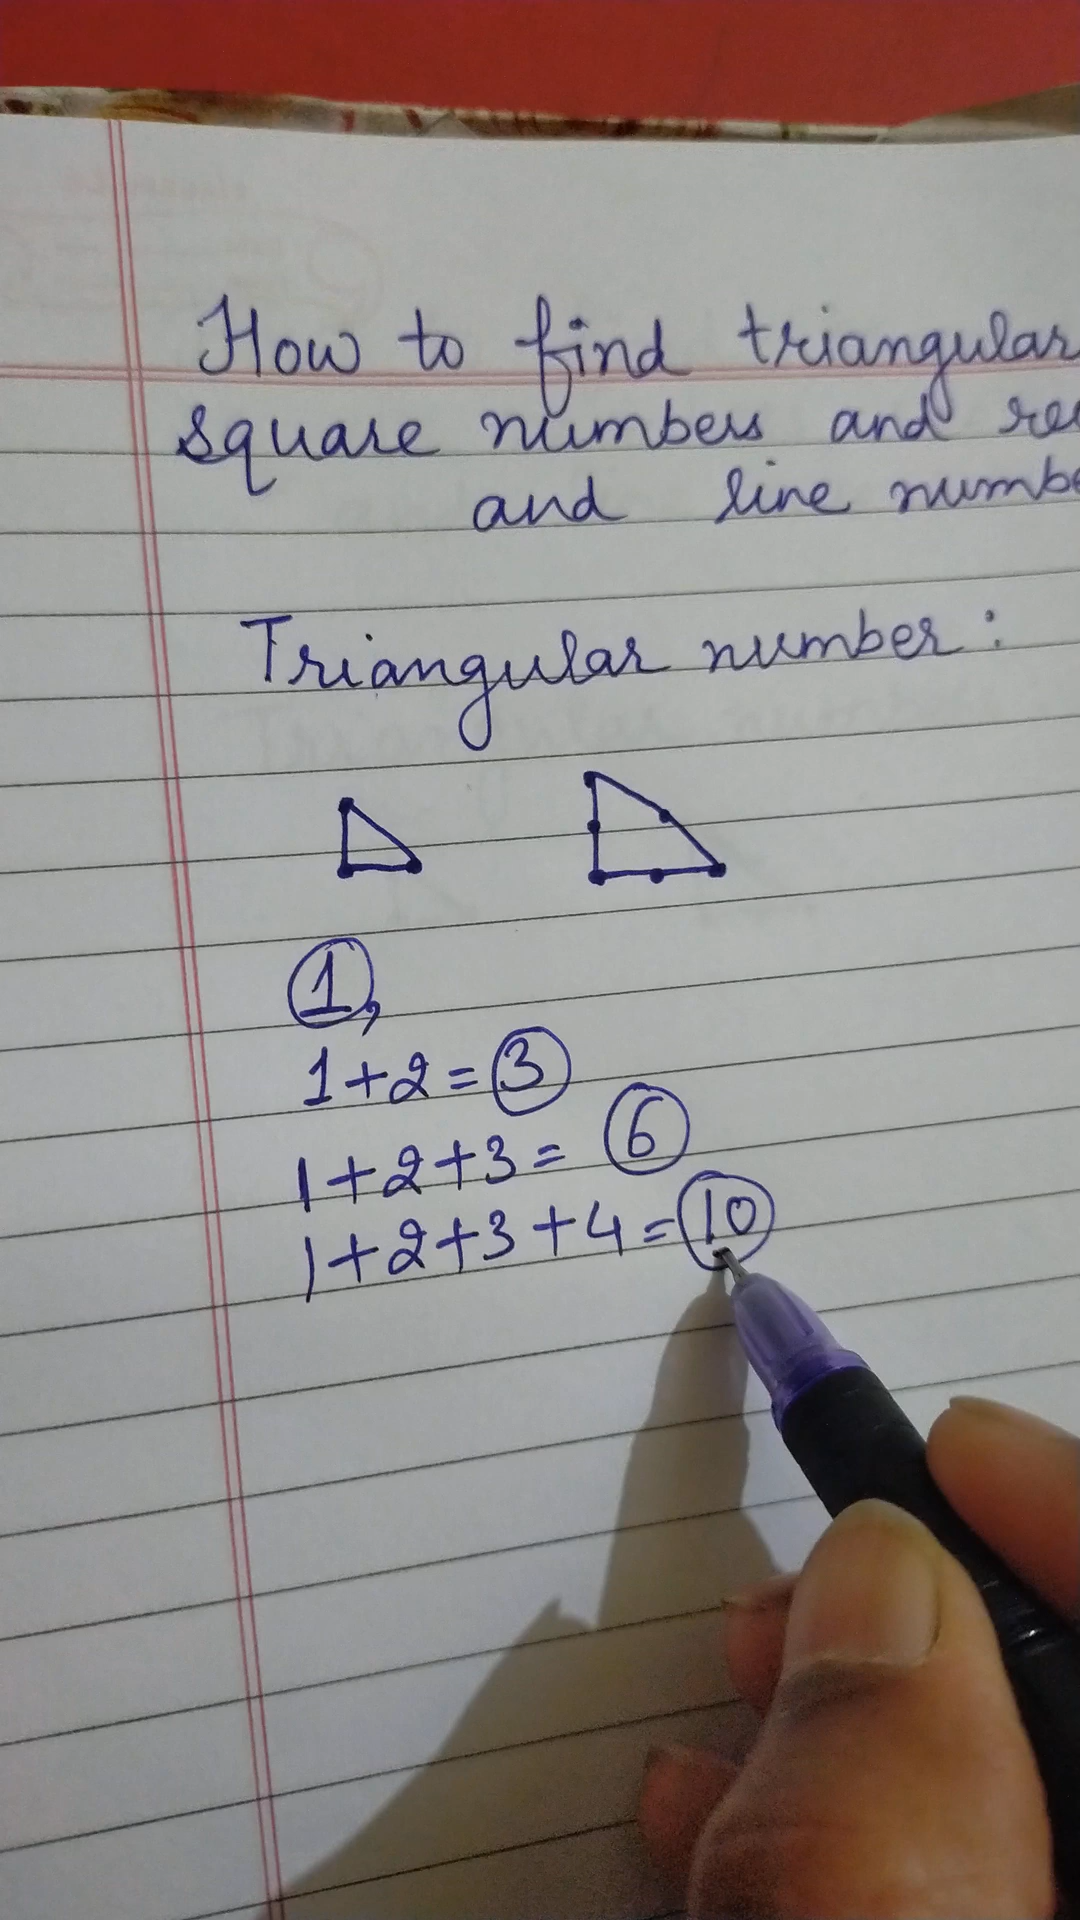 How to find triangular
square numbers and
and line
Triangular number :
1,
1+2=3
1+2+3= 6
1+2+3+4=10